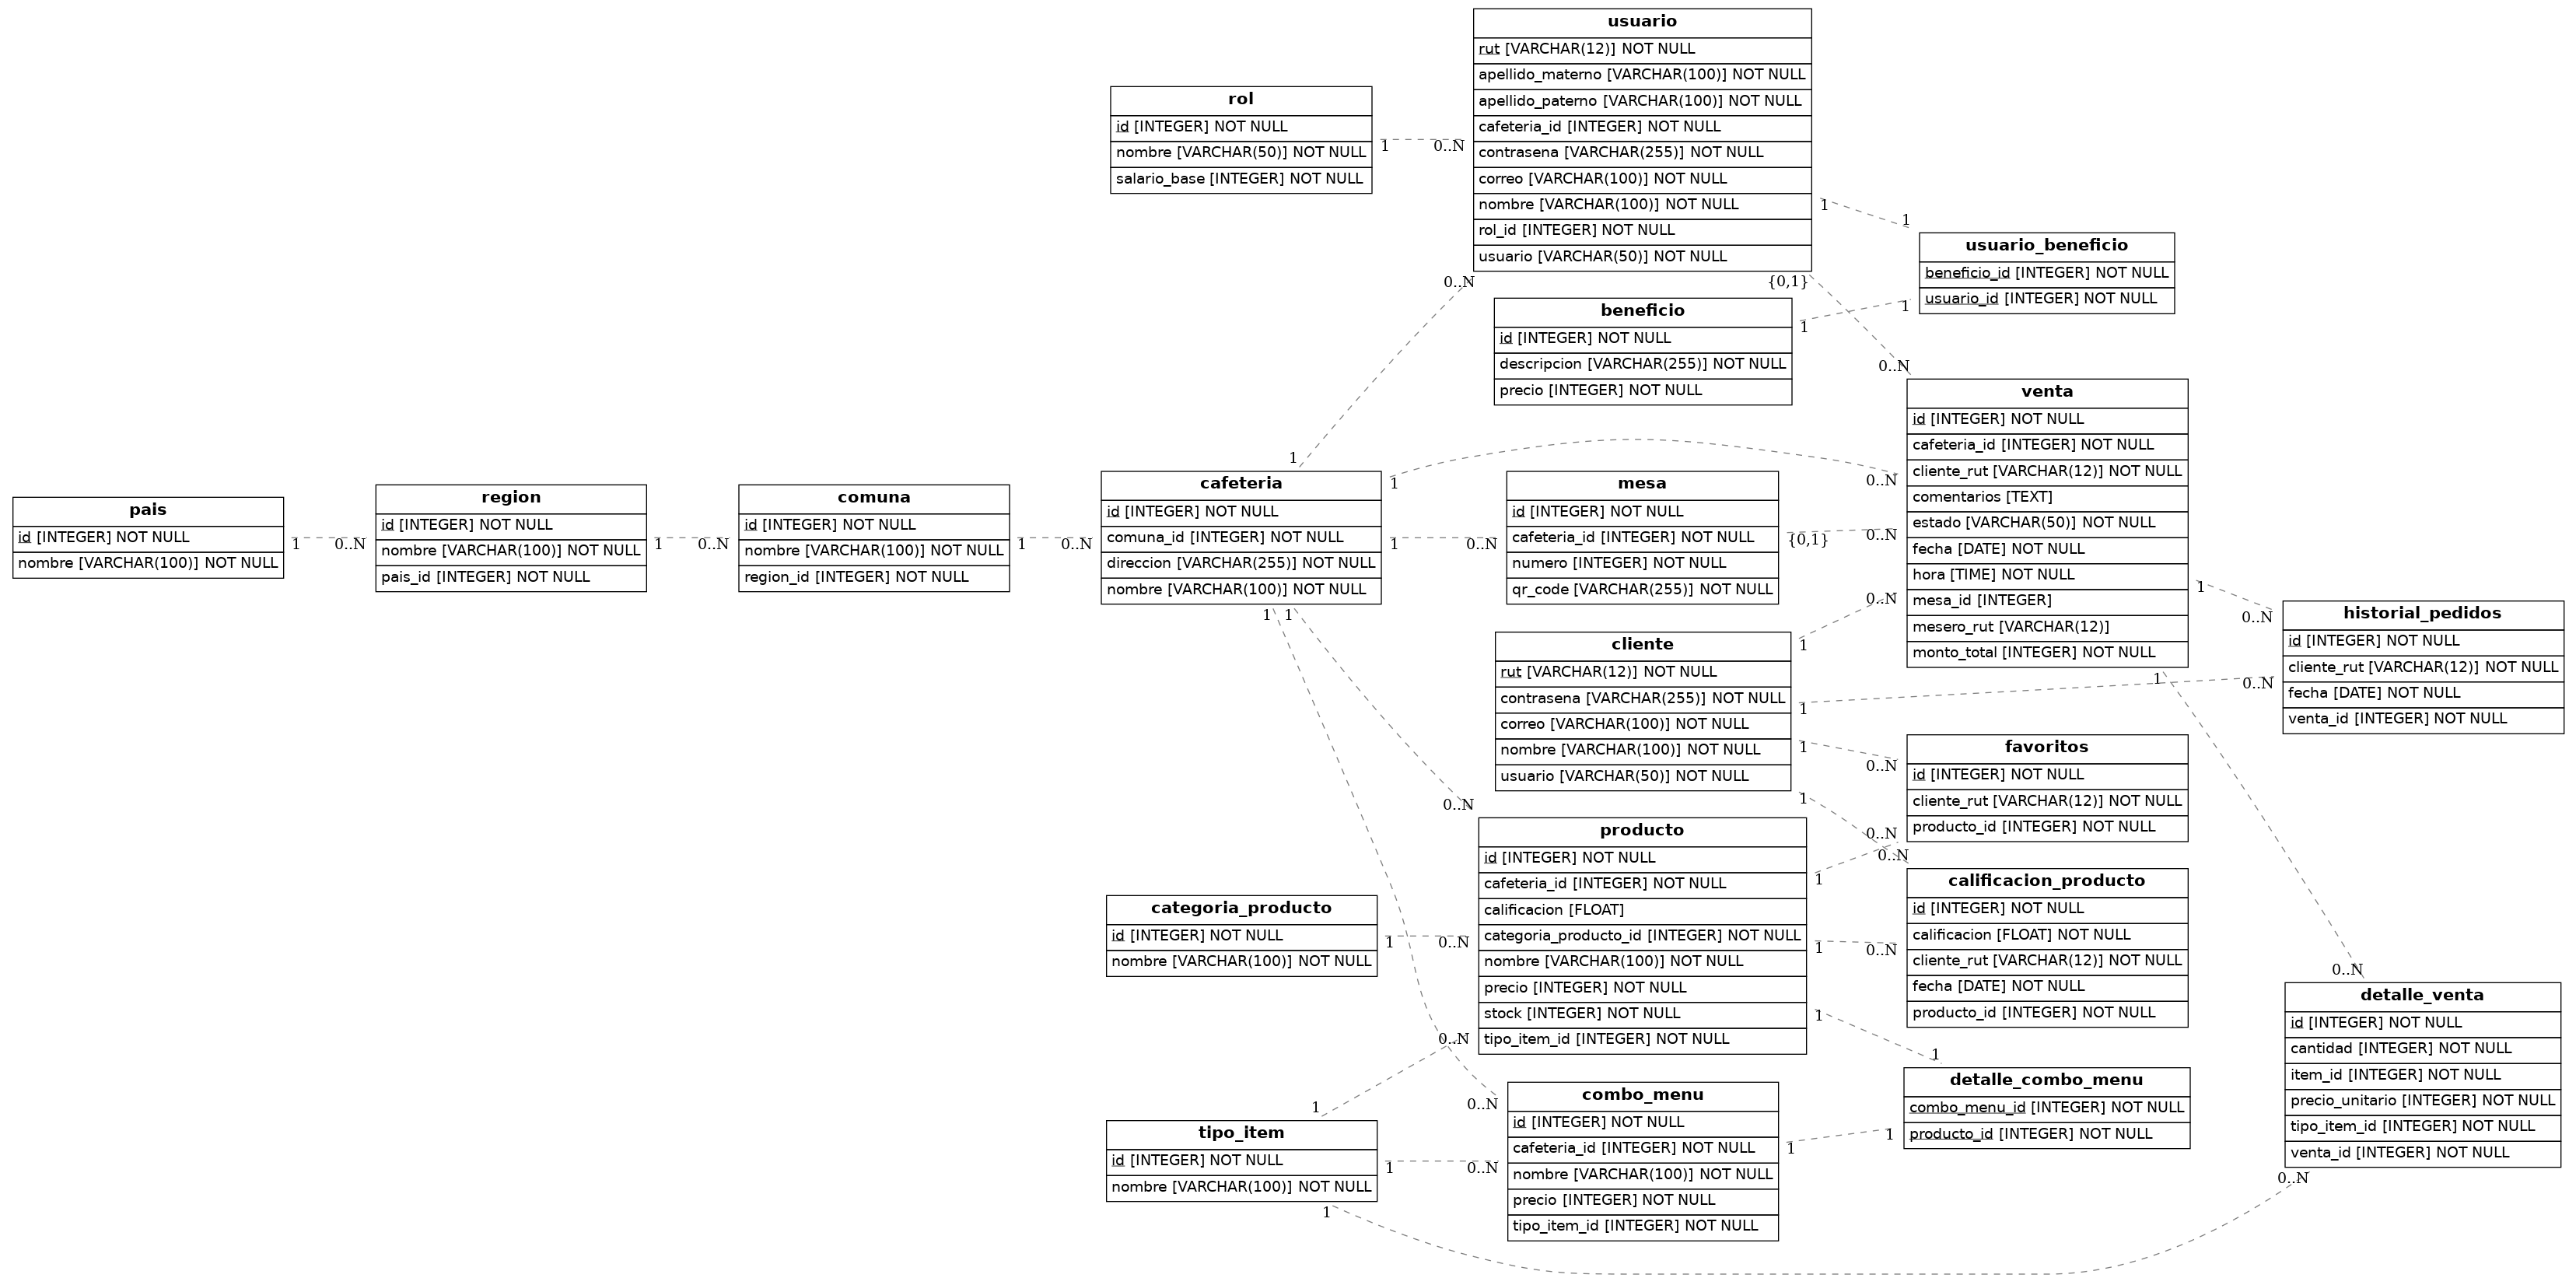 usuario
rut [VARCHAR(12)] NOT NULL
apellido_materno [VARCHAR(100)] NOT NULL
apellido_paterno [VARCHAR(100)] NOT NULL
cafeteria_id [INTEGER] NOT NULL
contrasena [VARCHAR(255)] NOT NULL
correo [VARCHAR(100)] NOT NULL
nombre [VARCHAR(100)] NOT NULL
rol_id [INTEGER] NOT NULL
usuario [VARCHAR(50)] NOT NULL
rol
id [INTEGER] NOT NULL
nombre [VARCHAR(50)] NOT NULL
salario_base [INTEGER] NOT NULL
1
0..N
1
1
usuario_beneficio
beneficio_id [INTEGER] NOT NULL
usuario_id [INTEGER] NOT NULL
0..N
{0,1}
beneficio
id [INTEGER] NOT NULL
descripcion [VARCHAR(255)] NOT NULL
precio [INTEGER] NOT NULL
1
1
0..N
venta
id [INTEGER] NOT NULL
cafeteria_id [INTEGER] NOT NULL
cliente_rut [VARCHAR(12)] NOT NULL
comentarios [TEXT]
estado [VARCHAR(50)] NOT NULL
fecha [DATE] NOT NULL
hora [TIME] NOT NULL
mesa_id [INTEGER]
mesero_rut [VARCHAR(12)]
monto_total [INTEGER] NOT NULL
pais
id [INTEGER] NOT NULL
nombre [VARCHAR(100)] NOT NULL
1
0..N
region
id [INTEGER] NOT NULL
nombre [VARCHAR(100)] NOT NULL
pais_id [INTEGER] NOT NULL
1
0..N
comuna
id [INTEGER] NOT NULL
nombre [VARCHAR(100)] NOT NULL
region_id [INTEGER] NOT NULL
1
0..N
1
cafeteria
id [INTEGER] NOT NULL
comuna_id [INTEGER] NOT NULL
direccion [VARCHAR(255)] NOT NULL
nombre [VARCHAR(100)] NOT NULL
1
0..N
1
0..N
mesa
id [INTEGER] NOT NULL
cafeteria_id [INTEGER] NOT NULL
numero [INTEGER] NOT NULL
qr_code [VARCHAR(255)] NOT NULL
{0,1}
0..N
1
1
cliente
rut [VARCHAR(12)] NOT NULL
contrasena [VARCHAR(255)] NOT NULL
correo [VARCHAR(100)] NOT NULL
nombre [VARCHAR(100)] NOT NULL
usuario [VARCHAR(50)] NOT NULL
1
0..N
1
0..N
1
0..N
1
0..N
1
0..N
historial_pedidos
id [INTEGER] NOT NULL
cliente_rut [VARCHAR(12)] NOT NULL
fecha [DATE] NOT NULL
venta_id [INTEGER] NOT NULL
1
favoritos
id [INTEGER] NOT NULL
cliente_rut [VARCHAR(12)] NOT NULL
producto_id [INTEGER] NOT NULL
0..N
producto
id [INTEGER] NOT NULL
cafeteria_id [INTEGER] NOT NULL
calificacion [FLOAT]
categoria_producto_id [INTEGER] NOT NULL
nombre [VARCHAR(100)] NOT NULL
precio [INTEGER] NOT NULL
stock [INTEGER] NOT NULL
tipo_item_id [INTEGER] NOT NULL
1
0..N
calificacion_producto
id [INTEGER] NOT NULL
calificacion [FLOAT] NOT NULL
cliente_rut [VARCHAR(12)] NOT NULL
fecha [DATE] NOT NULL
producto_id [INTEGER] NOT NULL
categoria_producto
id [INTEGER] NOT NULL
nombre [VARCHAR(100)] NOT NULL
1
0..N
1
0..N
1
1
0..N
detalle_venta
id [INTEGER] NOT NULL
cantidad [INTEGER] NOT NULL
item_id [INTEGER] NOT NULL
precio_unitario [INTEGER] NOT NULL
tipo_item_id [INTEGER] NOT NULL
venta_id [INTEGER] NOT NULL
0..N
1
0..N
tipo_item
id [INTEGER] NOT NULL
nombre [VARCHAR(100)] NOT NULL
1
0..N
0..N
combo_menu
id [INTEGER] NOT NULL
cafeteria_id [INTEGER] NOT NULL
nombre [VARCHAR(100)] NOT NULL
precio [INTEGER] NOT NULL
tipo_item_id [INTEGER] NOT NULL
1
1
detalle_combo_menu
combo_menu_id [INTEGER] NOT NULL
producto_id [INTEGER] NOT NULL
1